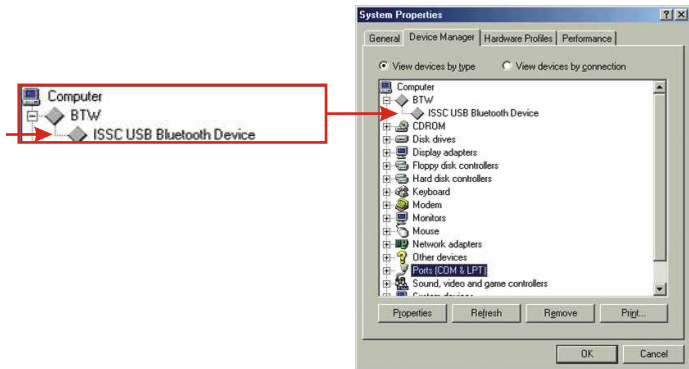 Computer
BTW
ISSC USB Bluetooth Device
System Properties
General Device Manager Hardware Profiles Performance
View devices by type View devices by connection
Computer
BTW
ISSC USB Bluetooth Device
CDROM
Disk drives
Display adapters
Floppy disk controllers
Hard disk controllers
Keyboard
Modem
Monitors
Mouse
Network adapters
Other devices
Ports (COM & LPT)
Sound, video and game controllers
Properties Refresh Remove Print...
OK Cancel